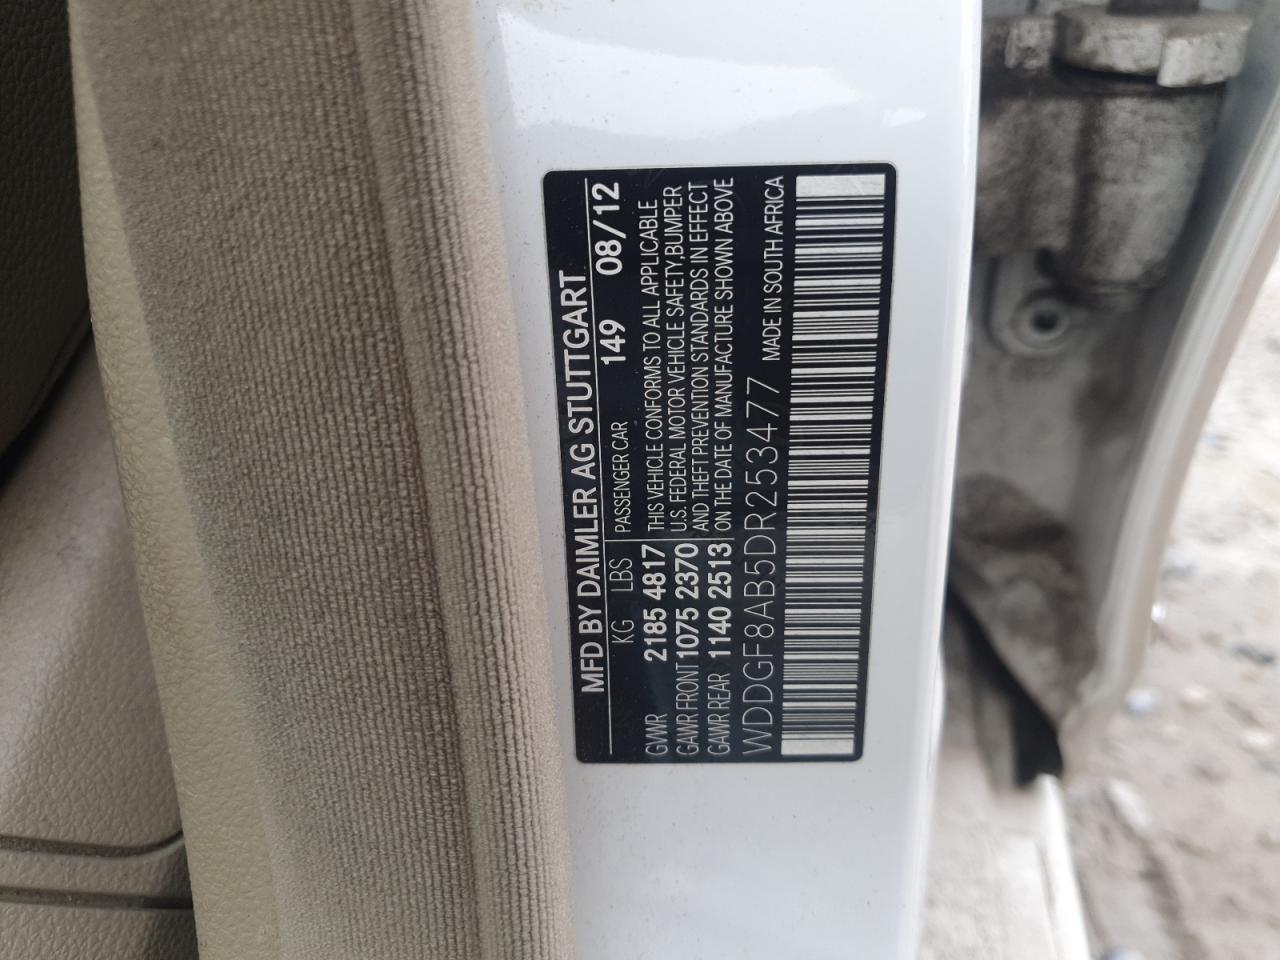 MFD BY DAIMLER AG STUTTGART
KG LBS PASSENGER CAR 149 08/12
GVWR 2185 4817 THIS VEHICLE CONFORMS TO ALL APPLICABLE
GAWR FRONT 1075 2370 U.S. FEDERAL MOTOR VEHICLE SAFETY,BUMPER
GAWR REAR 1140 2513 AND THEFT PREVENTION STANDARDS IN EFFECT
ON THE DATE OF MANUFACTURE SHOWN ABOVE
WDDGF8AB5DR253477 MADE IN SOUTH AFRICA